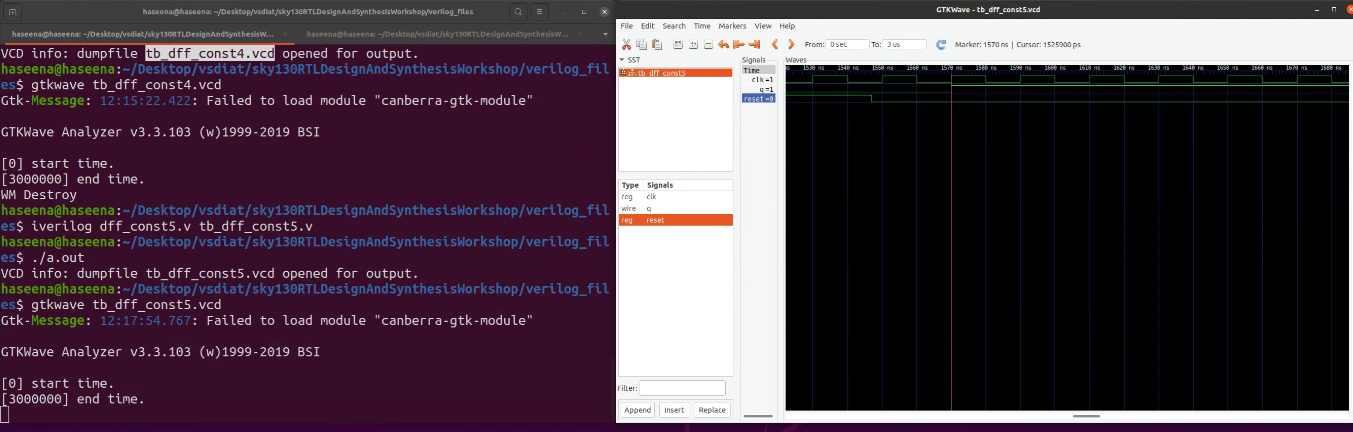 haseena@haseena: ~/Desktop/vsdiat/sky130RTLDesignAndSynthesisWorkshop/verilog_files
haseena@haseena: ~/Desktop/vsdiat/sky130RTLDesignAndSynthesisW...
haseena@haseena: ~/Desktop/vsdiat/sky130RTLDesignAndSynthesisW...
VCD info: dumpfile tb_dff_const4.vcd opened for output.
haseena@haseena:~/Desktop/vsdiat/sky130RTLDesignAndSynthesisWorkshop/verilog_fil
es$ gtkwave tb_dff_const4.vcd
Gtk-Message: 12:15:22.422: Failed to load module "canberra-gtk-module"
GTKWave Analyzer v3.3.103 (w)1999-2019 BSI
[0] start time.
[3000000] end time.
WM Destroy
haseena@haseena:~/Desktop/vsdiat/sky130RTLDesignAndSynthesisWorkshop/verilog_fil
es$ iverilog dff_const5.v tb_dff_const5.v
haseena@haseena:~/Desktop/vsdiat/sky130RTLDesignAndSynthesisWorkshop/verilog_fil
es$ ./a.out
VCD info: dumpfile tb_dff_const5.vcd opened for output.
haseena@haseena:~/Desktop/vsdiat/sky130RTLDesignAndSynthesisWorkshop/verilog_fil
es$ gtkwave tb_dff_const5.vcd
Gtk-Message: 12:17:54.767: Failed to load module "canberra-gtk-module"
GTKWave Analyzer v3.3.103 (w)1999-2019 BSI
[0] start time.
[3000000] end time.
GTKWave - tb_dff_const5.vcd
File Edit Search Time Markers View Help
From: 0 sec To: 3 us Marker: 1570 ns | Cursor: 1525900 ps
SST
tb_dff_const5
Type Signals
reg clk
wire q
reg reset
Filter:
Append Insert Replace
Signals
Time
clk=1
q=1
reset=0
Waves
1530 ns 1540 ns 1550 ns 1560 ns 1570 ns 1580 ns 1590 ns 1600 ns 1610 ns 1620 ns 1630 ns 1640 ns 1650 ns 1660 ns 1670 ns 1680 ns